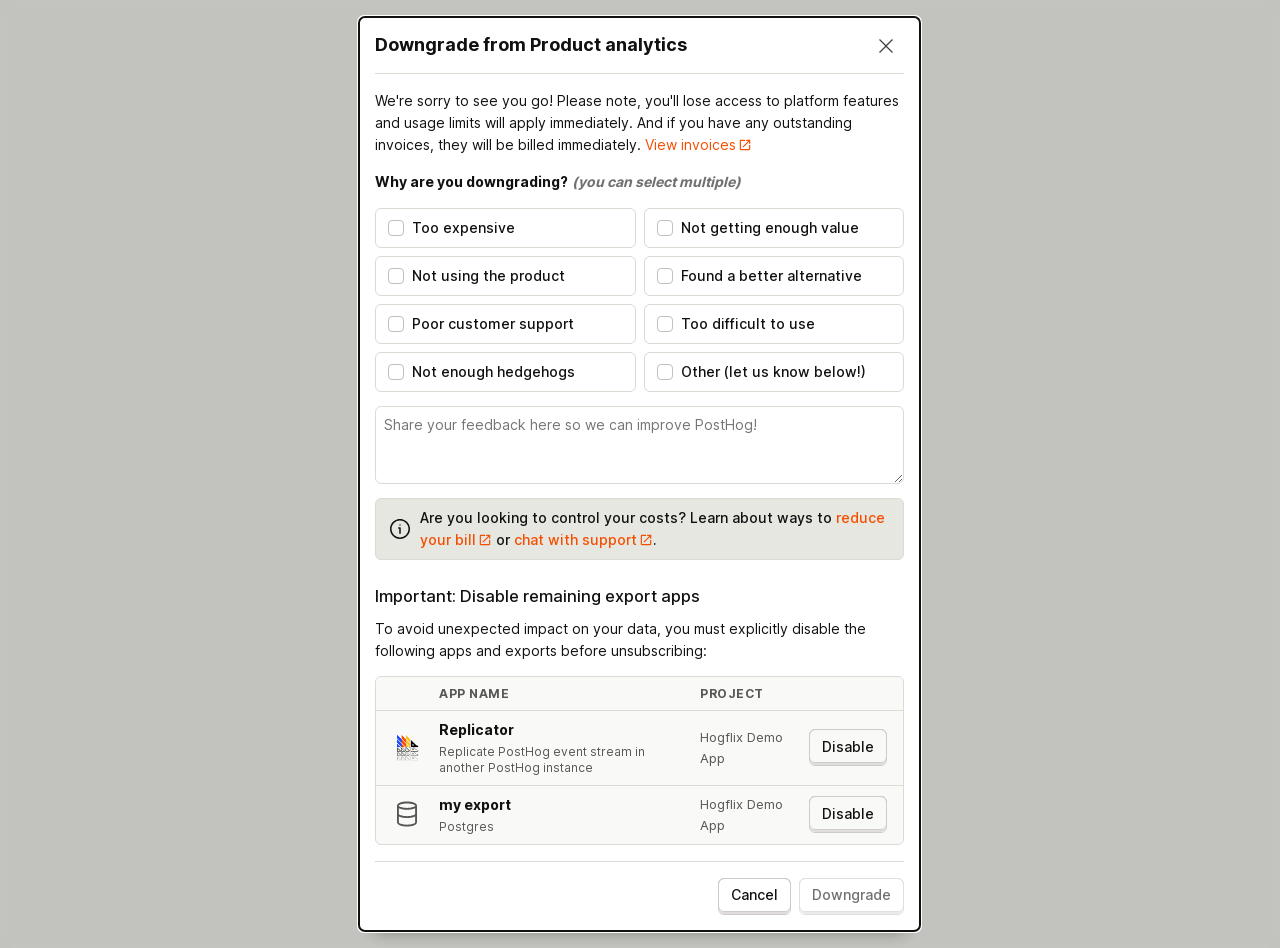 Downgrade from Product analytics
We're sorry to see you go! Please note, you'll lose access to platform features
and usage limits will apply immediately. And if you have any outstanding
invoices, they will be billed immediately. View invoices
Why are you downgrading? (you can select multiple)
Too expensive
Not getting enough value
Not using the product
Found a better alternative
Poor customer support
Too difficult to use
Not enough hedgehogs
Other (let us know below!)
Share your feedback here so we can improve PostHog!
Are you looking to control your costs? Learn about ways to reduce
your bill or chat with support.
Important: Disable remaining export apps
To avoid unexpected impact on your data, you must explicitly disable the
following apps and exports before unsubscribing:
APP NAME PROJECT
Replicator
Replicate PostHog event stream in
another PostHog instance
Hogflix Demo
App
Disable
my export
Postgres
Hogflix Demo
App
Disable
Cancel
Downgrade